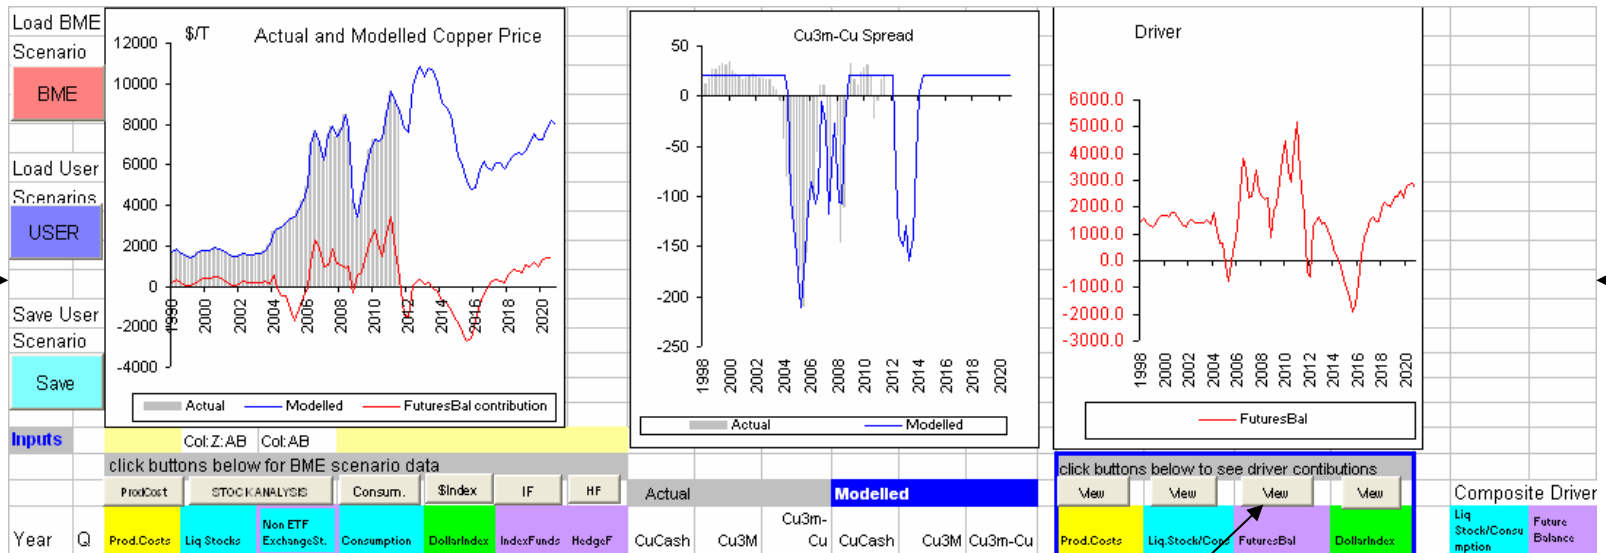 Load BME
Scenario
BME
Load User
Scenarios
USER
Save User
Scenario
Save
$/T
Actual and Modelled Copper Price
12000
10000
8000
6000
4000
2000
0
-2000
-4000
1998 2000 2002 2004 2006 2008 2010 2012 2014 2016 2018 2020
Actual Modelled FuturesBal contribution
Cu3m-Cu Spread
50
0
-50
-100
-150
-200
-250
1998 2000 2002 2004 2006 2008 2010 2012 2014 2016 2018 2020
Actual Modelled
Driver
6000.0
5000.0
4000.0
3000.0
2000.0
1000.0
0.0
-1000.0
-2000.0
-3000.0
1998 2000 2002 2004 2006 2008 2010 2012 2014 2016 2018 2020
FuturesBal
Inputs Col:Z:AB Col:AB
click buttons below for BME scenario data
ProdCost STOCKANALYSIS Consum. $Index IF HF
Actual Modelled
click buttons below to see driver contibutions
View View View View
Composite Driver
Year Q Prod.Costs Liq Stocks Non ETF ExchangeSt. Consumption DollarIndex IndexFunds HedgeF
CuCash Cu3M Cu3m-Cu CuCash Cu3M Cu3m-Cu
Prod.Costs Liq.Stock/Cons FuturesBal DollarIndex
Liq Stock/Consumption Future Balance